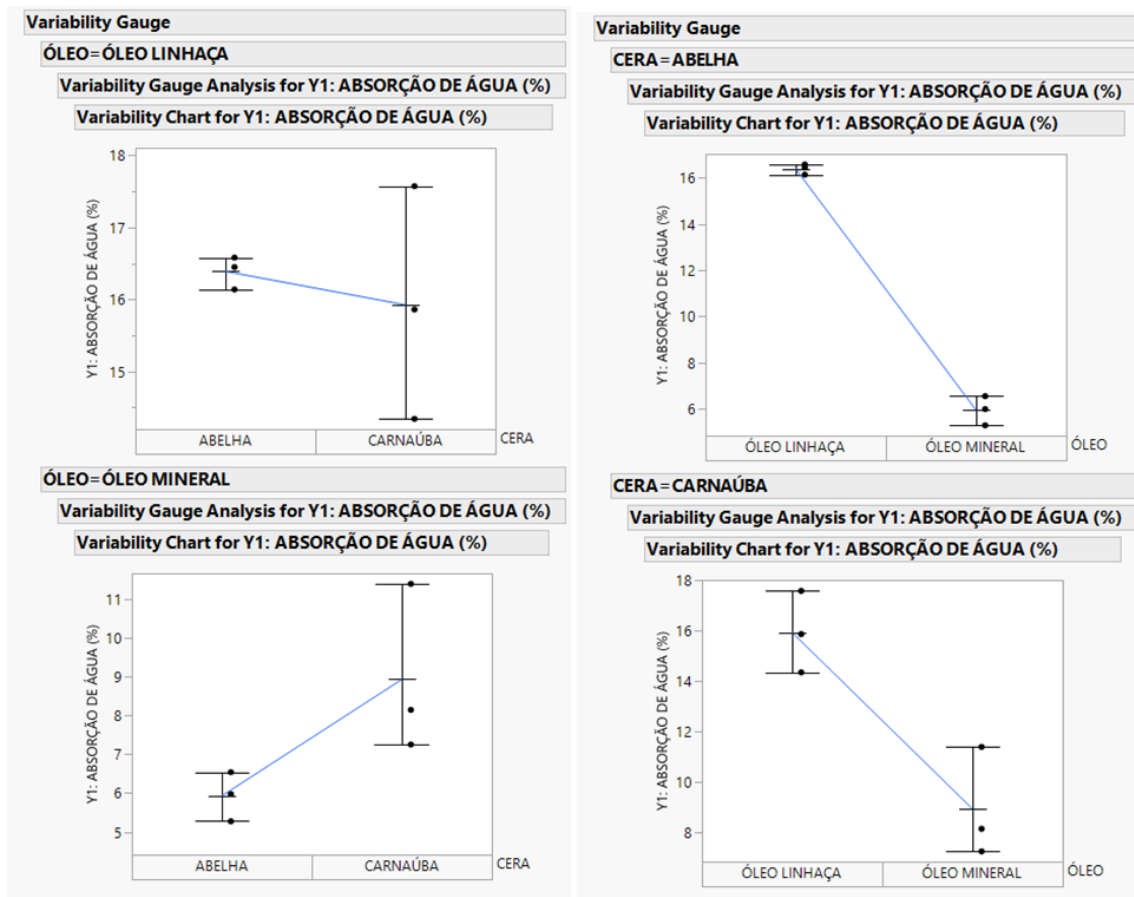 Variability Gauge
ÓLEO=ÓLEO LINHAÇA
Variability Gauge Analysis for Y1: ABSORÇÃO DE ÁGUA (%)
Variability Chart for Y1: ABSORÇÃO DE ÁGUA (%)
Y1: ABSORÇÃO DE ÁGUA (%)
18
17
16
15
ABELHA CARNAÚBA CERA
ÓLEO=ÓLEO MINERAL
Variability Gauge Analysis for Y1: ABSORÇÃO DE ÁGUA (%)
Variability Chart for Y1: ABSORÇÃO DE ÁGUA (%)
Y1: ABSORÇÃO DE ÁGUA (%)
11
10
9
8
7
6
5
ABELHA CARNAÚBA CERA
Variability Gauge
CERA=ABELHA
Variability Gauge Analysis for Y1: ABSORÇÃO DE ÁGUA (%)
Variability Chart for Y1: ABSORÇÃO DE ÁGUA (%)
Y1: ABSORÇÃO DE ÁGUA (%)
16
14
12
10
8
6
ÓLEO LINHAÇA ÓLEO MINERAL ÓLEO
CERA=CARNAÚBA
Variability Gauge Analysis for Y1: ABSORÇÃO DE ÁGUA (%)
Variability Chart for Y1: ABSORÇÃO DE ÁGUA (%)
Y1: ABSORÇÃO DE ÁGUA (%)
18
16
14
12
10
8
ÓLEO LINHAÇA ÓLEO MINERAL ÓLEO